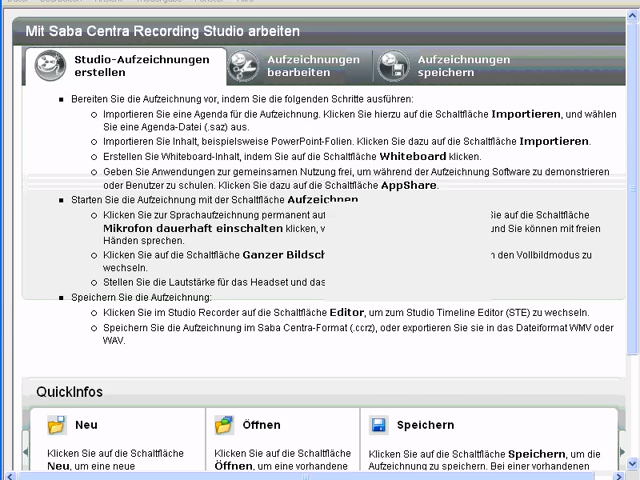 Mit Saba Centra Recording Studio arbeiten
Studio-Aufzeichnungen
erstellen
Aufzeichnungen
bearbeiten
Aufzeichnungen
speichern
Bereiten Sie die Aufzeichnung vor, indem Sie die folgenden Schritte ausführen:
Importieren Sie eine Agenda für die Aufzeichnung. Klicken Sie hierzu auf die Schaltfläche Importieren, und wählen
Sie eine Agenda-Datei (.saz) aus.
Importieren Sie Inhalt, beispielsweise PowerPoint-Folien. Klicken Sie dazu auf die Schaltfläche Importieren.
Erstellen Sie Whiteboard-Inhalt, indem Sie auf die Schaltfläche Whiteboard klicken.
Geben Sie Anwendungen zur gemeinsamen Nutzung frei, um während der Aufzeichnung Software zu demonstrieren
oder Benutzer zu schulen. Klicken Sie dazu auf die Schaltfläche AppShare.
Starten Sie die Aufzeichnung mit der Schaltfläche Aufzeichnen
Klicken Sie zur Sprachaufzeichnung permanent auf Sie auf die Schaltfläche
Mikrofon dauerhaft einschalten klicken, und Sie können mit freien
Händen sprechen.
Klicken Sie auf die Schaltfläche Ganzer Bildsch den Vollbildmodus zu
wechseln.
Stellen Sie die Lautstärke für das Headset und das
Speichern Sie die Aufzeichnung:
Klicken Sie im Studio Recorder auf die Schaltfläche Editor, um zum Studio Timeline Editor (STE) zu wechseln.
Speichern Sie die Aufzeichnung im Saba Centra-Format (.ccrz), oder exportieren Sie sie in das Dateiformat WMV oder
WAV.
QuickInfos
Neu
Klicken Sie auf die Schaltfläche
Neu, um eine neue
Öffnen
Klicken Sie auf die Schaltfläche
Öffnen, um eine vorhandene
Speichern
Klicken Sie auf die Schaltfläche Speichern, um die
Aufzeichnung zu speichern. Bei einer vorhandenen